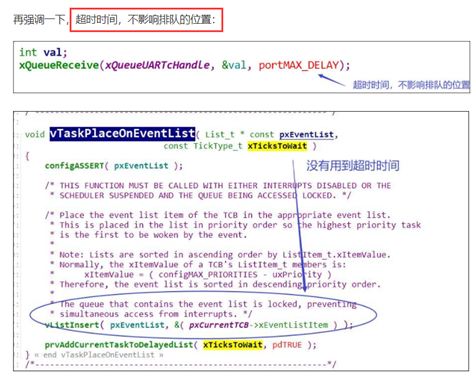 再强调一下，超时时间，不影响排队的位置：
int val;
xQueueReceive(xQueueUARTcHandle, &val, portMAX_DELAY);
超时时间，不影响排队的位置
/*-----------------------------------------------------------*/
void vTaskPlaceOnEventList( List_t * const pxEventList,
const TickType_t xTicksToWait )
没有用到超时时间
{
configASSERT( pxEventList );
/* THIS FUNCTION MUST BE CALLED WITH EITHER INTERRUPTS DISABLED OR THE
* SCHEDULER SUSPENDED AND THE QUEUE BEING ACCESSED LOCKED. */
/* Place the event list item of the TCB in the appropriate event list.
* This is placed in the list in priority order so the highest priority task
* is the first to be woken by the event.
*
* Note: Lists are sorted in ascending order by ListItem_t.xItemValue.
* Normally, the xItemValue of a TCB's ListItem_t members is:
* xItemValue = ( configMAX_PRIORITIES - uxPriority )
* Therefore, the event list is sorted in descending priority order.
*
* The queue that contains the event list is locked, preventing
* simultaneous access from interrupts. */
vListInsert( pxEventList, &( pxCurrentTCB->xEventListItem ) );
prvAddCurrentTaskToDelayedList( xTicksToWait, pdTRUE );
} « end vTaskPlaceOnEventList »
/*-----------------------------------------------------------*/